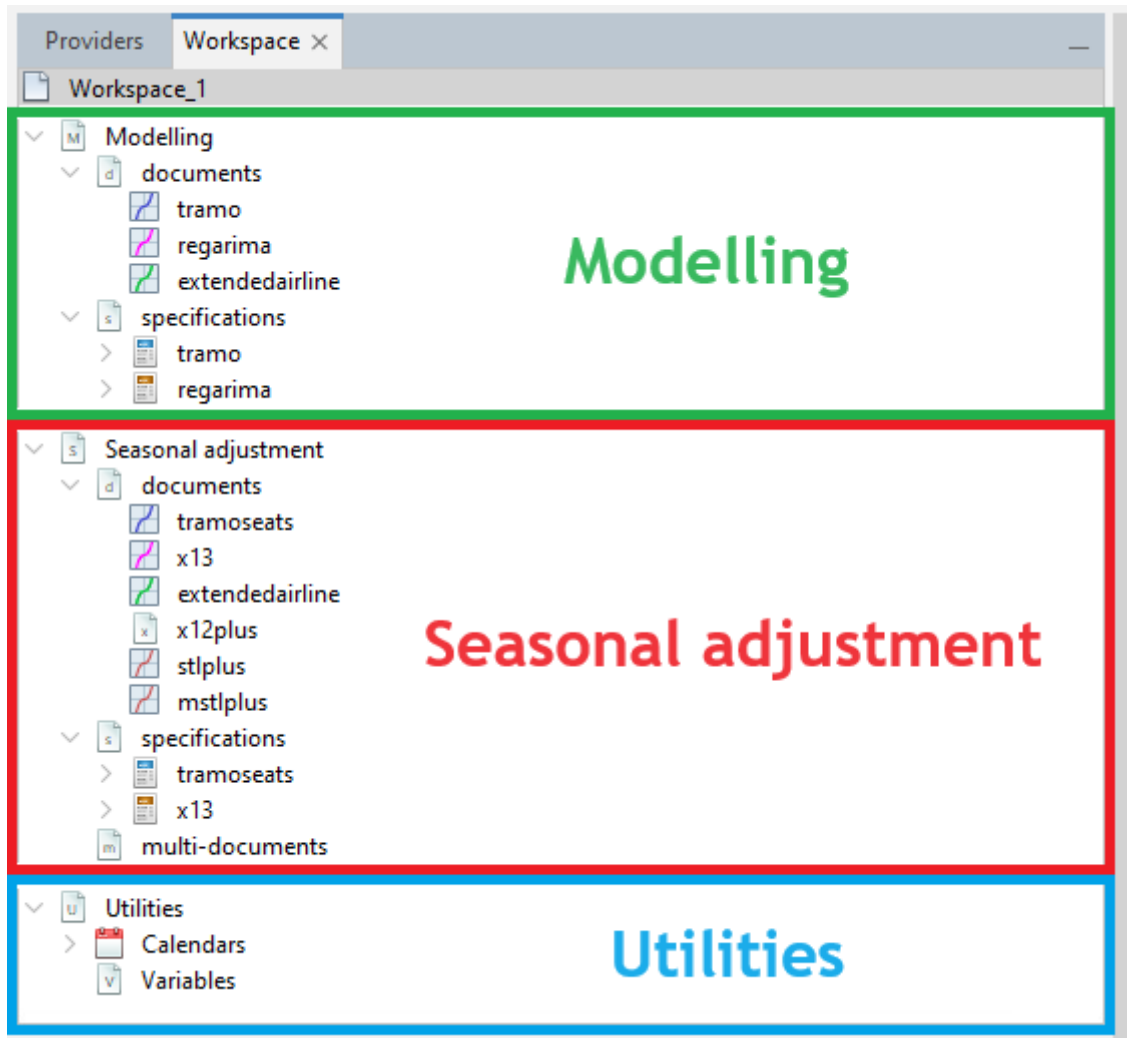 Providers Workspace ×
Workspace_1
M Modelling
d documents
tramo
regarima
extendedairline
s specifications
tramo
regarima
Modelling
s Seasonal adjustment
d documents
tramoseats
x13
extendedairline
x x12plus
stlplus
mstlplus
s specifications
tramoseats
x13
m multi-documents
Seasonal adjustment
U Utilities
Calendars
v Variables
Utilities